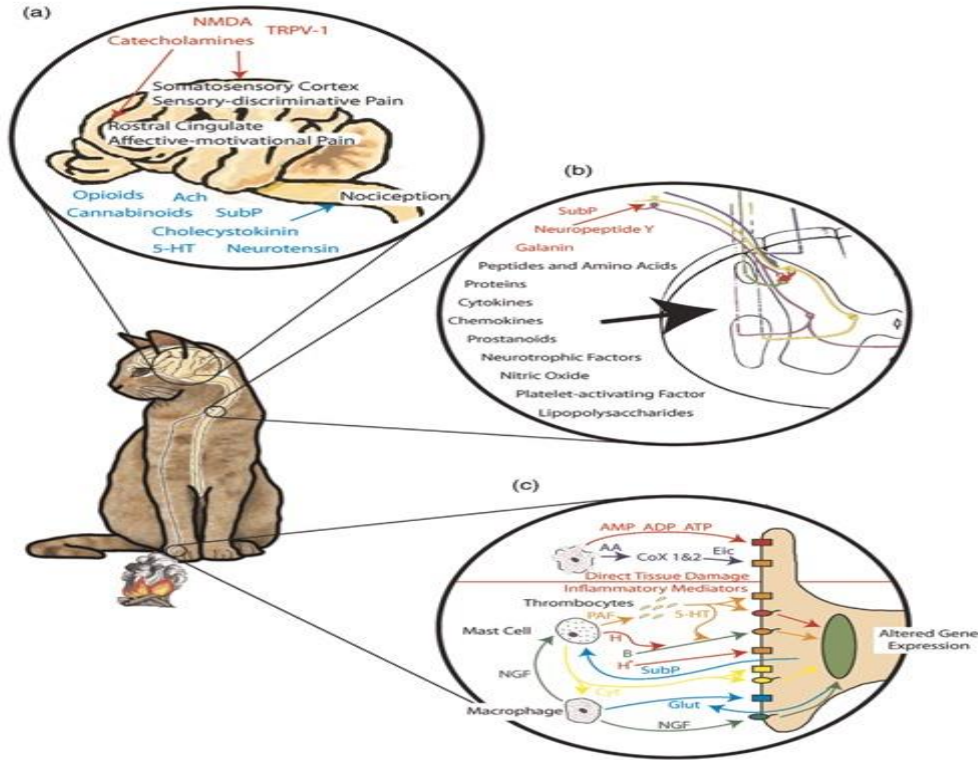 (a)
NMDA
TRPV-1
Catecholamines
Somatosensory Cortex
Sensory-discriminative Pain
Rostral Cingulate
Affective-motivational Pain
Nociception
Opioids Ach
Cannabinoids SubP
Cholecystokinin
5-HT Neurotensin
(b)
SubP
Neuropeptide Y
Galanin
Peptides and Amino Acids
Proteins
Cytokines
Chemokines
Prostanoids
Neurotrophic Factors
Nitric Oxide
Platelet-activating Factor
Lipopolysaccharides
(c)
AMP ADP ATP
AA CoX 1&2 Eic
Direct Tissue Damage
Inflammatory Mediators
Thrombocytes
PAF 5-HT
Mast Cell
H
B
H+
SubP
Altered Gene
Expression
NGF
Cyt
Macrophage
Glut
NGF